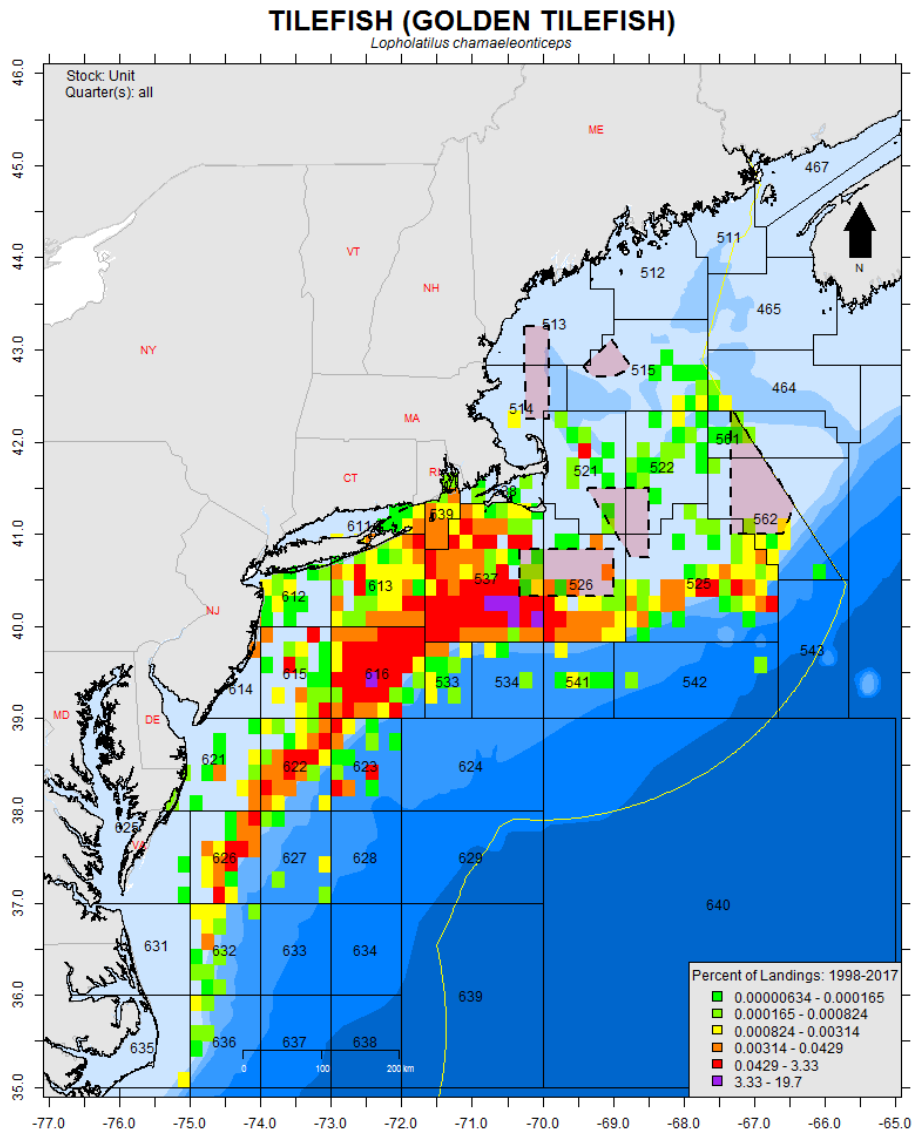 TILEFISH (GOLDEN TILEFISH)
Lopholatilus chamaeleonticeps
Stock: Unit
Quarter(s): all
46.0
45.0
44.0
43.0
42.0
41.0
40.0
39.0
38.0
37.0
36.0
35.0
ME
467
511
VT
512
N
NH
465
513
NY
515
464
514
MA
561
521
522
CT
RI
538
562
611
539
613
537
526
525
612
NJ
543
615
616
533
534
541
542
614
MD
DE
621
622
623
624
625
VA
626
627
628
629
640
631
632
633
634
639
635
636
637
638
0 100 200 km
Percent of Landings: 1998-2017
0.00000634 - 0.000165
0.000165 - 0.000824
0.000824 - 0.00314
0.00314 - 0.0429
0.0429 - 3.33
3.33 - 19.7
-77.0 -76.0 -75.0 -74.0 -73.0 -72.0 -71.0 -70.0 -69.0 -68.0 -67.0 -66.0 -65.0